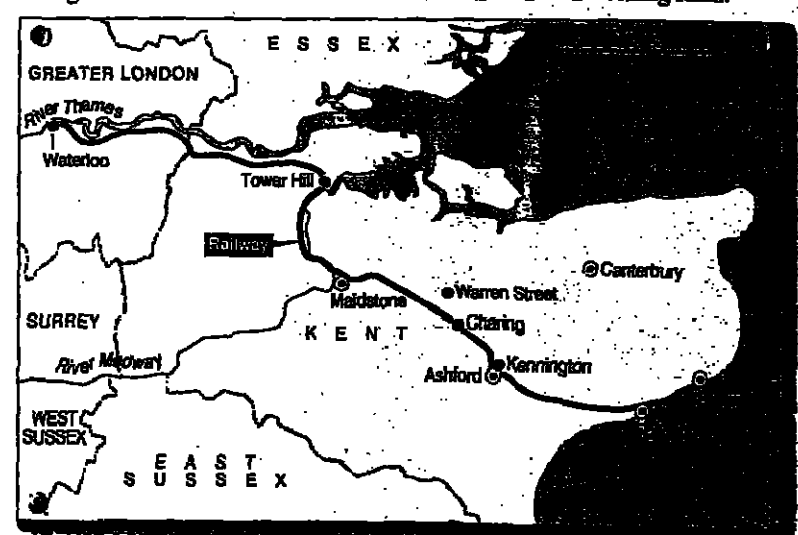 ESSEX
GREATER LONDON
River Thames
Waterloo
Tower Hill
Railway
Canterbury
Maidstone
Warren Street
SURREY
KENT
Charing
River Medway
Ashford
Kennington
WEST
SUSSEX
EAST
SUSSEX